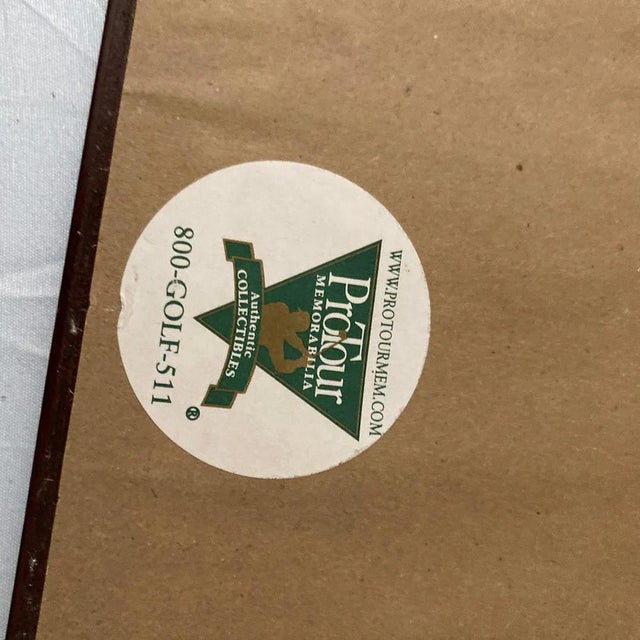 WWW.PROTOURMEM.COM
ProTour
MEMORABILIA
Authentic
COLLECTIBLES
®
800-GOLF-511